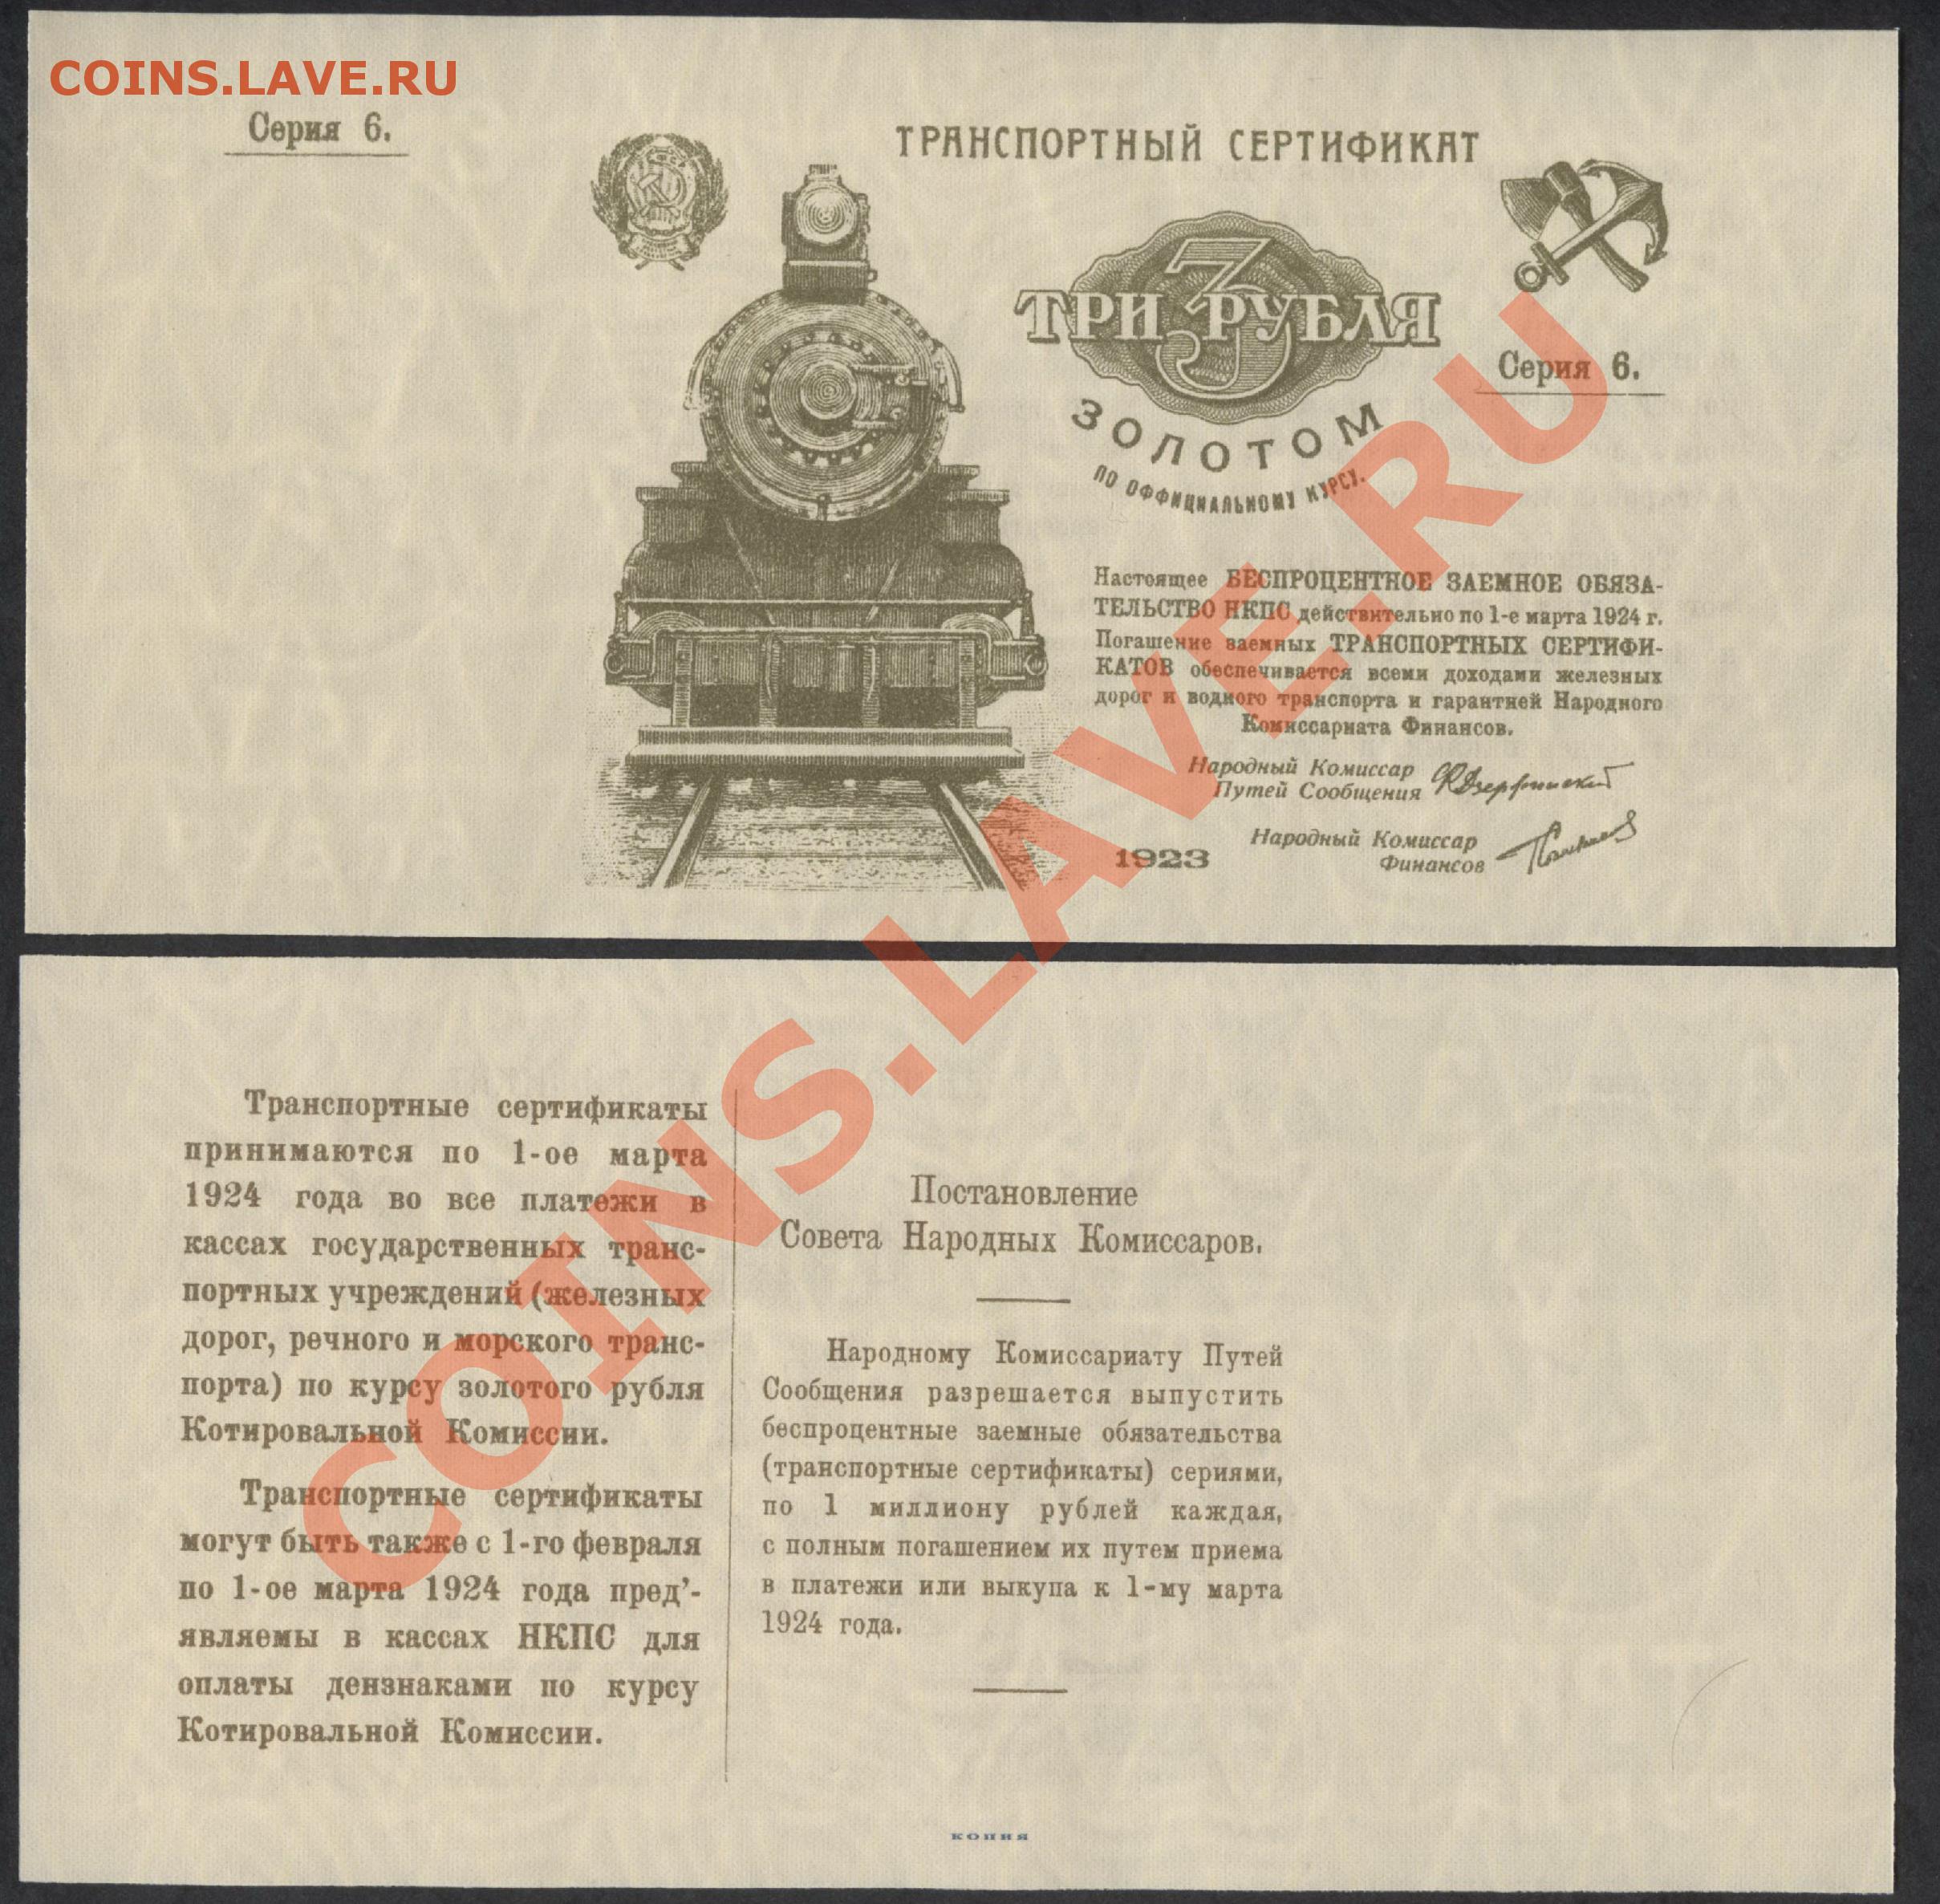 COINS.LAVE.RU
Серия 6.
ТРАНСПОРТНЫЙ СЕРТИФИКАТ
3
ТРИ РУБЛЯ
ЗОЛОТОМ
ПО ОФФИЦИАЛЬНОМУ КУРСУ.
Серия 6.
Настоящее БЕСПРОЦЕНТНОЕ ЗАЕМНОЕ ОБЯЗА-
ТЕЛЬСТВО НКПС действительно по 1-е марта 1924 г.
Погашение заемных ТРАНСПОРТНЫХ СЕРТИФИ-
КАТОВ обеспечивается всеми доходами железных
дорог и водного транспорта и гарантией Народного
Комиссариата Финансов.
Народный Комиссар
Путей Сообщения Ф Дзержинский
1923
Народный Комиссар
Финансов
COINS.LAVE.RU
Транспортные сертификаты
принимаются по 1-ое марта
1924 года во все платежи в
кассах государственных транс-
портных учреждений (железных
дорог, речного и морского транс-
порта) по курсу золотого рубля
Котировальной Комиссии.
Транспортные сертификаты
могут быть также с 1-го февраля
по 1-ое марта 1924 года пред’-
являемы в кассах НКПС для
оплаты дензнаками по курсу
Котировальной Комиссии.
Постановление
Совета Народных Комиссаров.
Народному Комиссариату Путей
Сообщения разрешается выпустить
беспроцентные заемные обязательства
(транспортные сертификаты) сериями,
по 1 миллиону рублей каждая,
с полным погашением их путем приема
в платежи или выкупа к 1-му марта
1924 года.
копия